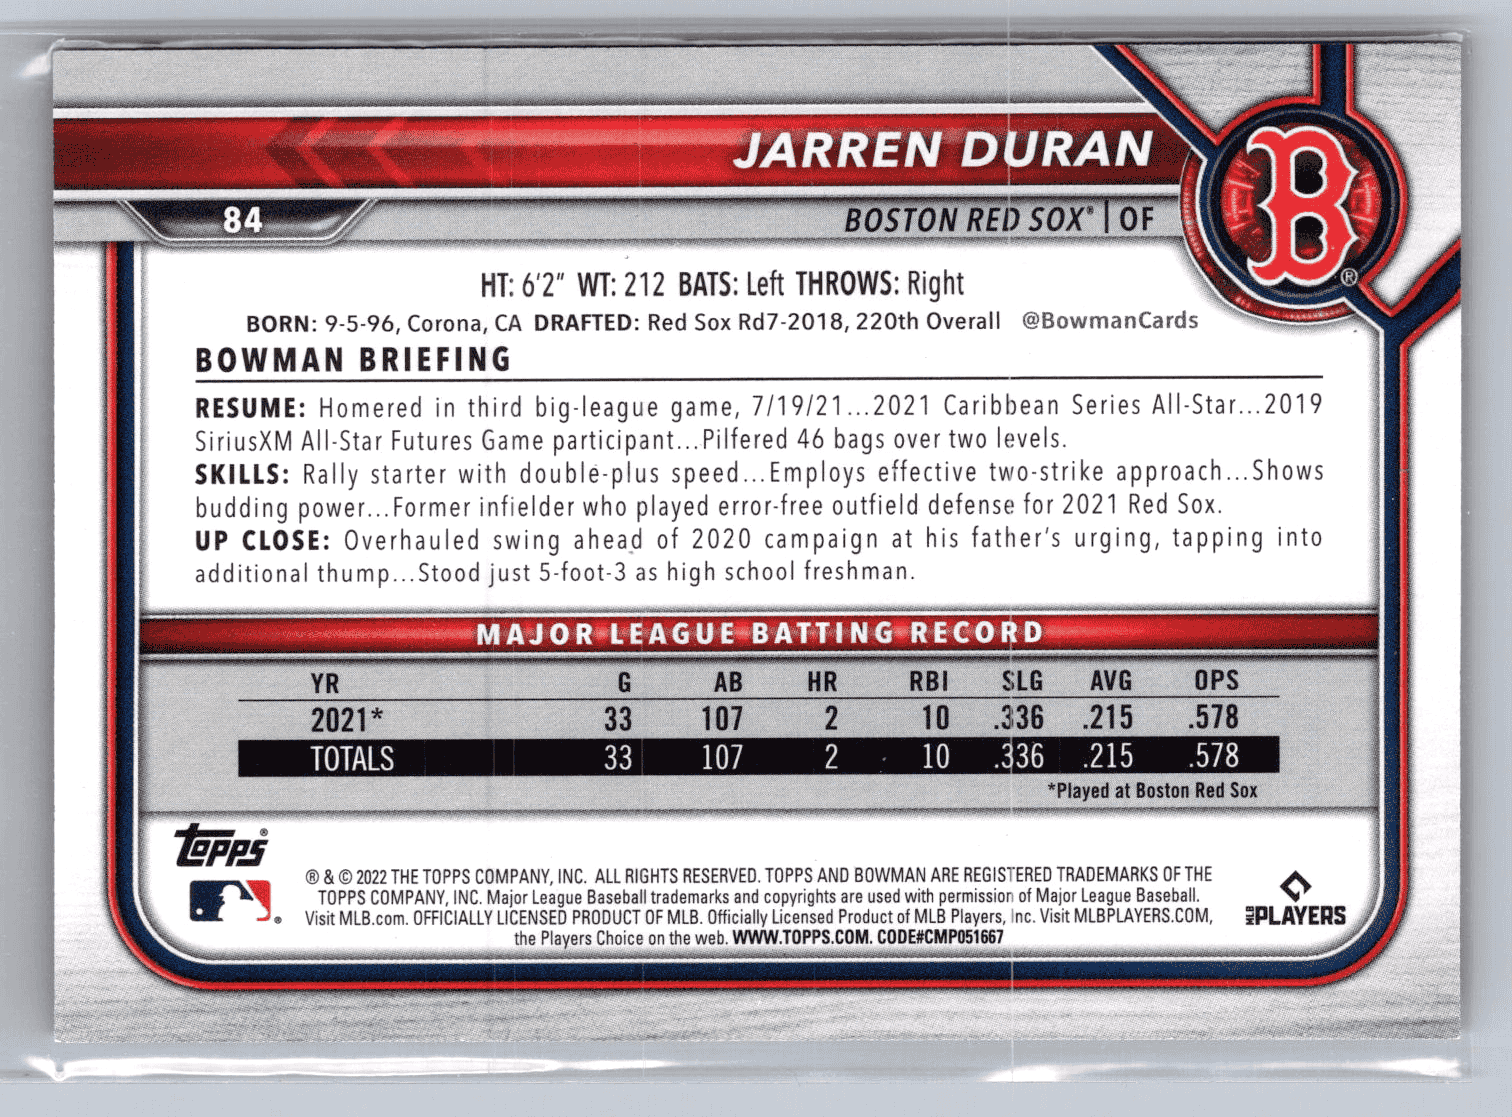 JARREN DURAN
84
BOSTON RED SOX® | OF
B
®
HT: 6'2" WT: 212 BATS: Left THROWS: Right
BORN: 9-5-96, Corona, CA DRAFTED: Red Sox Rd7-2018, 220th Overall @BowmanCards
BOWMAN BRIEFING
RESUME: Homered in third big-league game, 7/19/21...2021 Caribbean Series All-Star...2019
SiriusXM All-Star Futures Game participant...Pilfered 46 bags over two levels.
SKILLS: Rally starter with double-plus speed...Employs effective two-strike approach...Shows
budding power...Former infielder who played error-free outfield defense for 2021 Red Sox.
UP CLOSE: Overhauled swing ahead of 2020 campaign at his father's urging, tapping into
additional thump...Stood just 5-foot-3 as high school freshman.
MAJOR LEAGUE BATTING RECORD
YR G AB HR RBI SLG AVG OPS
2021* 33 107 2 10 .336 .215 .578
TOTALS 33 107 2 10 .336 .215 .578
*Played at Boston Red Sox
Topps®
® & © 2022 THE TOPPS COMPANY, INC. ALL RIGHTS RESERVED. TOPPS AND BOWMAN ARE REGISTERED TRADEMARKS OF THE
TOPPS COMPANY, INC. Major League Baseball trademarks and copyrights are used with permission of Major League Baseball.
Visit MLB.com. OFFICIALLY LICENSED PRODUCT OF MLB. Officially Licensed Product of MLB Players, Inc. Visit MLBPLAYERS.COM,
the Players Choice on the web. WWW.TOPPS.COM. CODE#CMP051667
MLB PLAYERS